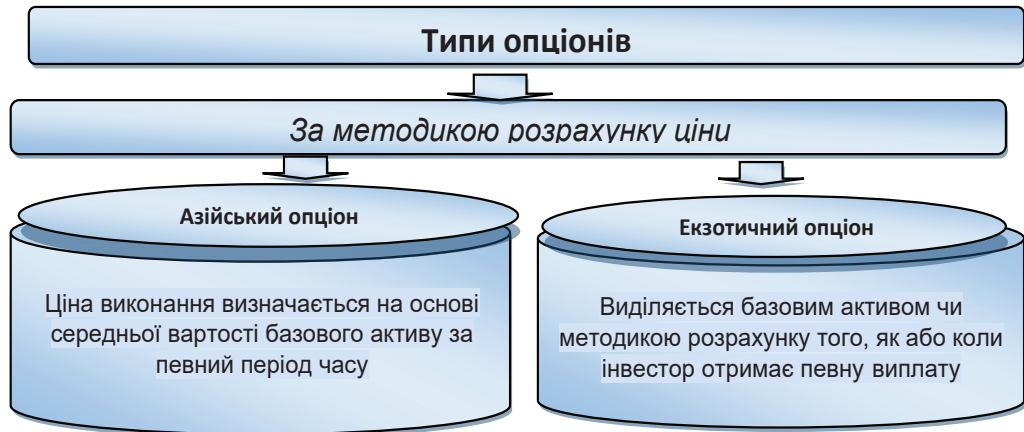 Типи опціонів
За методикою розрахунку ціни
Азійський опціон
Ціна виконання визначається на основі
середньої вартості базового активу за
певний період часу
Екзотичний опціон
Виділяється базовим активом чи
методикою розрахунку того, як або коли
інвестор отримає певну виплату